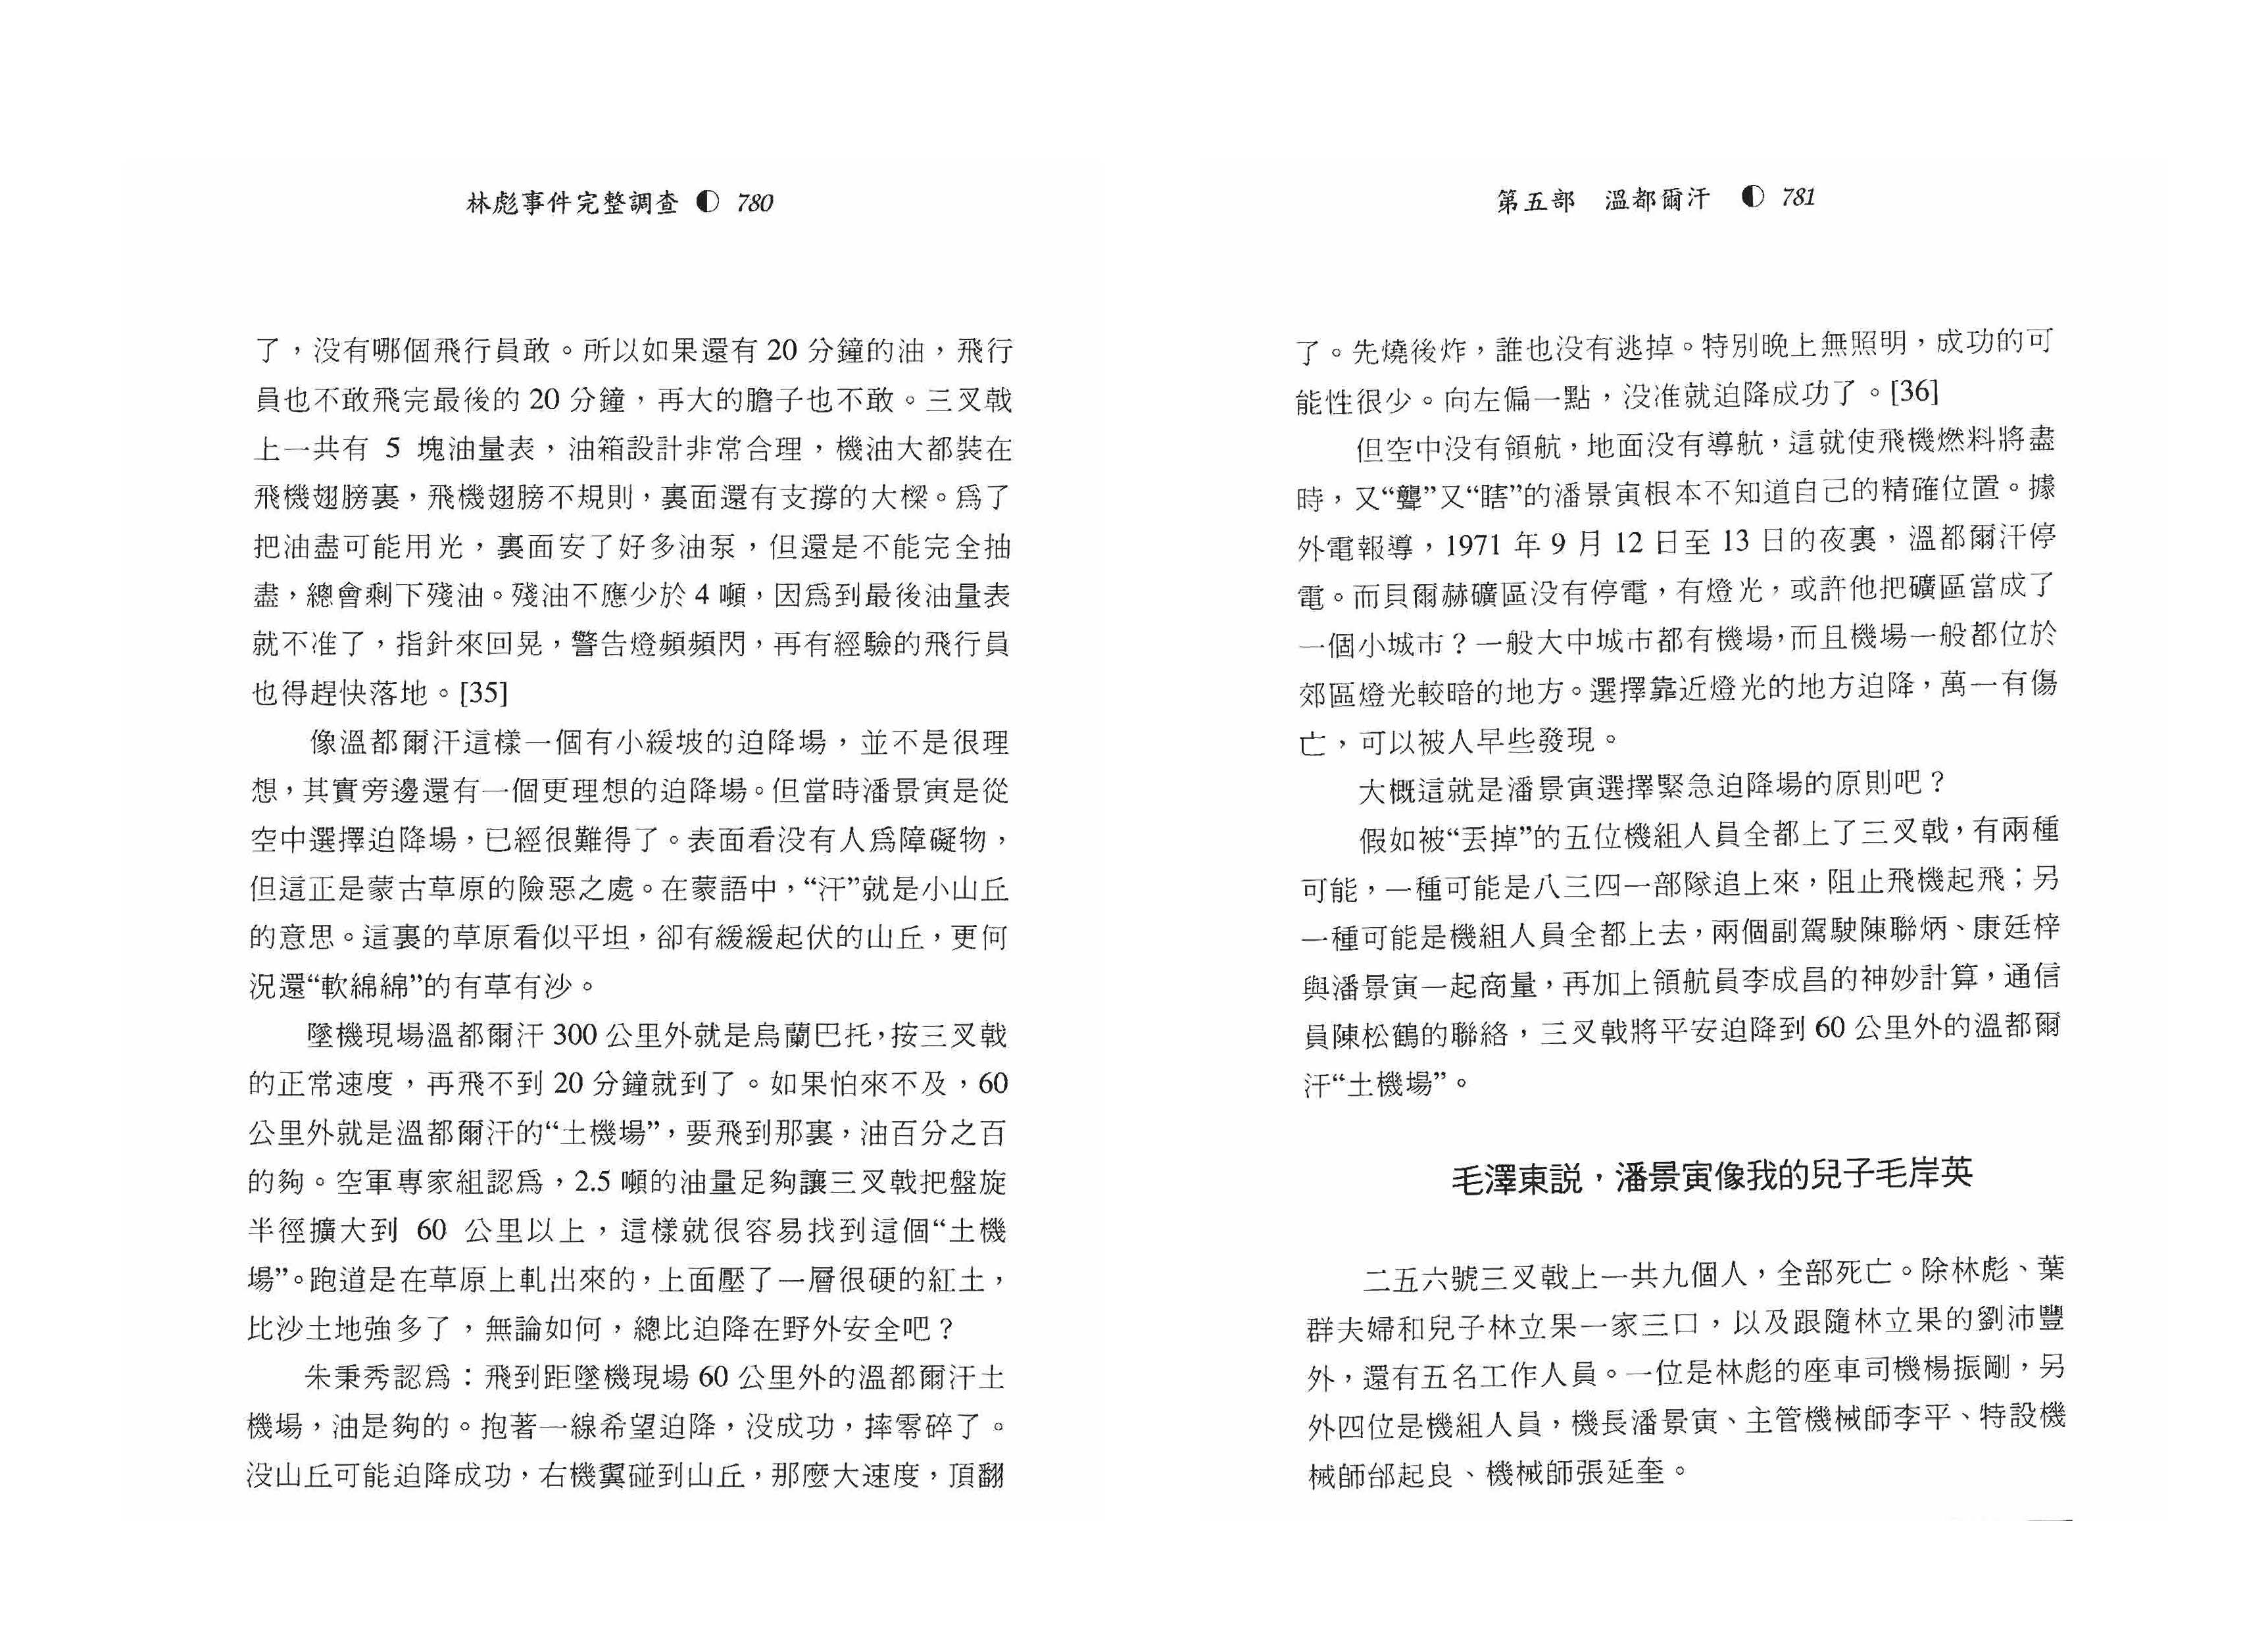 林彪事件完整調查 ◐ 780
了，没有哪個飛行員敢。所以如果還有 20 分鐘的油，飛行
員也不敢飛完最後的 20 分鐘，再大的膽子也不敢。三叉戟
上一共有 5 塊油量表，油箱設計非常合理，機油大都裝在
飛機翅膀裏，飛機翅膀不規則，裏面還有支撐的大樑。爲了
把油盡可能用光，裏面安了好多油泵，但還是不能完全抽
盡，總會剩下殘油。殘油不應少於 4 噸，因爲到最後油量表
就不准了，指針來回晃，警告燈頻頻閃，再有經驗的飛行員
也得趕快落地。[35]
像溫都爾汗這樣一個有小緩坡的迫降場，並不是很理
想，其實旁邊還有一個更理想的迫降場。但當時潘景寅是從
空中選擇迫降場，已經很難得了。表面看没有人爲障礙物，
但這正是蒙古草原的險惡之處。在蒙語中，“汗”就是小山丘
的意思。這裏的草原看似平坦，卻有緩緩起伏的山丘，更何
況還“軟綿綿”的有草有沙。
墜機現場溫都爾汗 300 公里外就是烏蘭巴托，按三叉戟
的正常速度，再飛不到 20 分鐘就到了。如果怕來不及，60
公里外就是溫都爾汗的“土機場”，要飛到那裏，油百分之百
的夠。空軍專家組認爲，2.5 噸的油量足夠讓三叉戟把盤旋
半徑擴大到 60 公里以上，這樣就很容易找到這個“土機
場”。跑道是在草原上軋出來的，上面壓了一層很硬的紅土，
比沙土地強多了，無論如何，總比迫降在野外安全吧？
朱秉秀認爲：飛到距墜機現場 60 公里外的溫都爾汗土
機場，油是夠的。抱著一線希望迫降，没成功，摔零碎了。
没山丘可能迫降成功，右機翼碰到山丘，那麼大速度，頂翻
第五部 溫都爾汗 ◐ 781
了。先燒後炸，誰也没有逃掉。特別晚上無照明，成功的可
能性很少。向左偏一點，没准就迫降成功了。[36]
但空中没有領航，地面没有導航，這就使飛機燃料將盡
時，又“聾”又“瞎”的潘景寅根本不知道自己的精確位置。據
外電報導，1971 年 9 月 12 日至 13 日的夜裏，溫都爾汗停
電。而貝爾赫礦區没有停電，有燈光，或許他把礦區當成了
一個小城市？一般大中城市都有機場，而且機場一般都位於
郊區燈光較暗的地方。選擇靠近燈光的地方迫降，萬一有傷
亡，可以被人早些發現。
大概這就是潘景寅選擇緊急迫降場的原則吧？
假如被“丟掉”的五位機組人員全都上了三叉戟，有兩種
可能，一種可能是八三四一部隊追上來，阻止飛機起飛；另
一種可能是機組人員全都上去，兩個副駕駛陳聯炳、康廷梓
與潘景寅一起商量，再加上領航員李成昌的神妙計算，通信
員陳松鶴的聯絡，三叉戟將平安迫降到 60 公里外的溫都爾
汗“土機場”。
毛澤東説，潘景寅像我的兒子毛岸英
二五六號三叉戟上一共九個人，全部死亡。除林彪、葉
群夫婦和兒子林立果一家三口，以及跟隨林立果的劉沛豐
外，還有五名工作人員。一位是林彪的座車司機楊振剛，另
外四位是機組人員，機長潘景寅、主管機械師李平、特設機
械師邰起良、機械師張延奎。